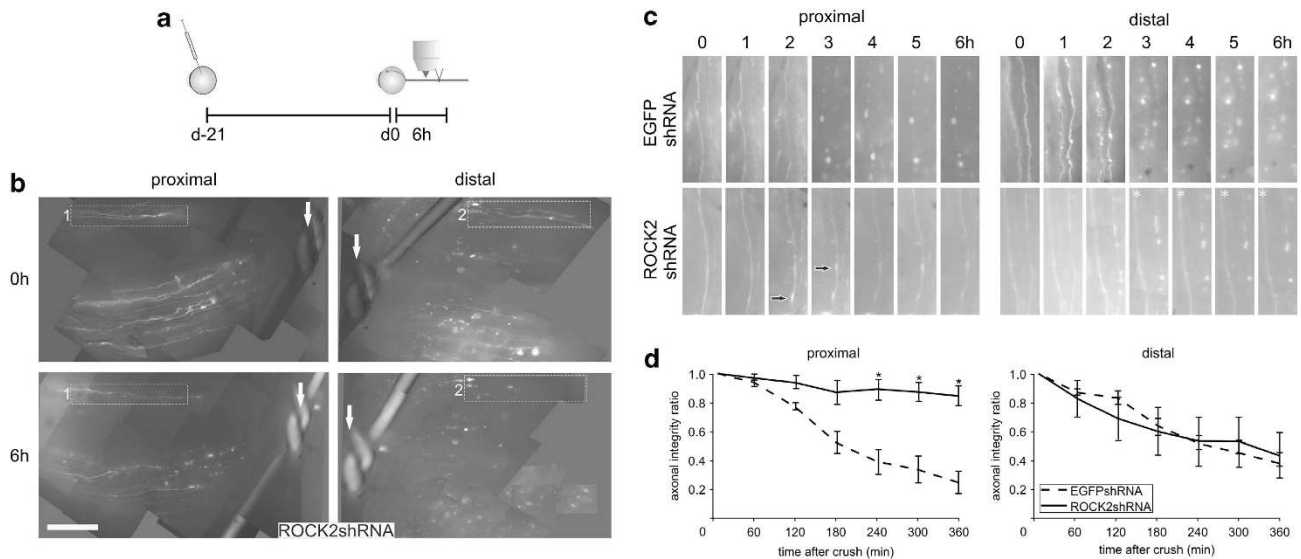 a
d-21 d0 6h
b
proximal distal
0h
1
2
6h
1
2
ROCK2shRNA
c
proximal distal
0 1 2 3 4 5 6h 0 1 2 3 4 5 6h
EGFP
shRNA
ROCK2
shRNA
* * * *
d
proximal
axonal integrity ratio
1.0
0.8
0.6
0.4
0.2
* * *
0 60 120 180 240 300 360
time after crush (min)
distal
axonal integrity ratio
1.0
0.8
0.6
0.4
0.2
EGFPshRNA
ROCK2shRNA
0 60 120 180 240 300 360
time after crush (min)